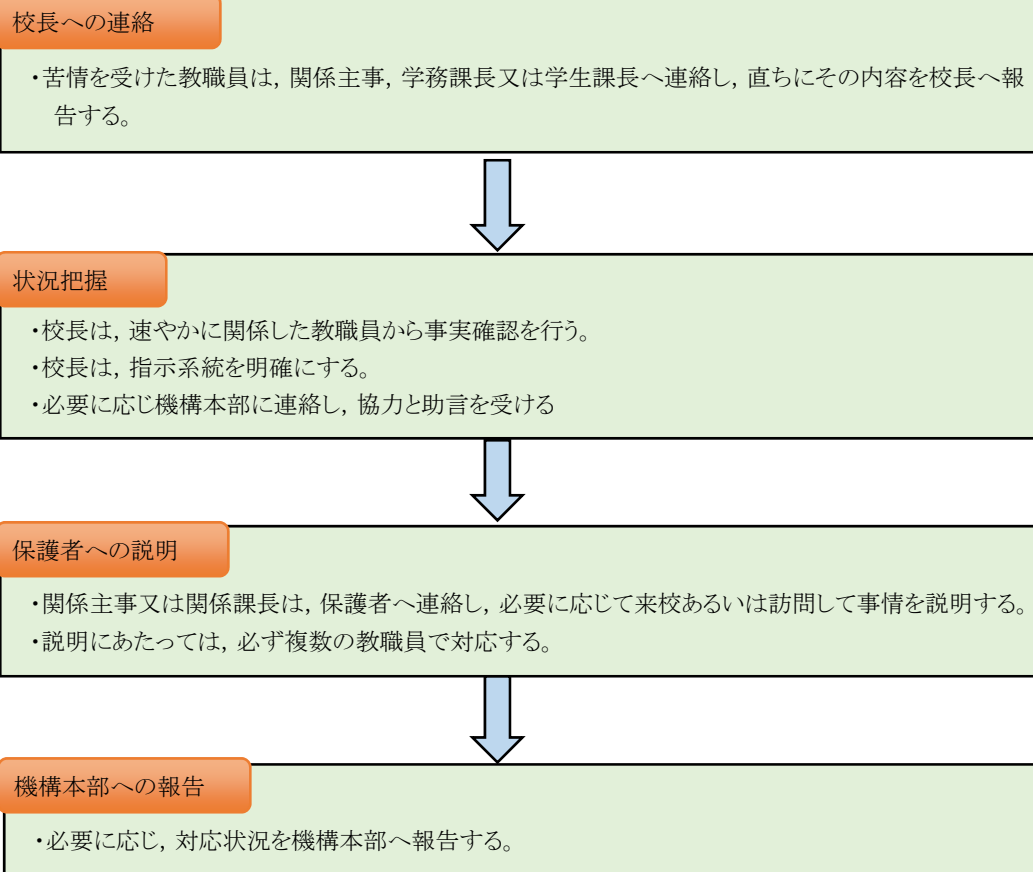 校長への連絡
・苦情を受けた教職員は，関係主事，学務課長又は学生課長へ連絡し，直ちにその内容を校長へ報
告する。
状況把握
・校長は，速やかに関係した教職員から事実確認を行う。
・校長は，指示系統を明確にする。
・必要に応じ機構本部に連絡し，協力と助言を受ける
保護者への説明
・関係主事又は関係課長は，保護者へ連絡し，必要に応じて来校あるいは訪問して事情を説明する。
・説明にあたっては，必ず複数の教職員で対応する。
機構本部への報告
・必要に応じ，対応状況を機構本部へ報告する。